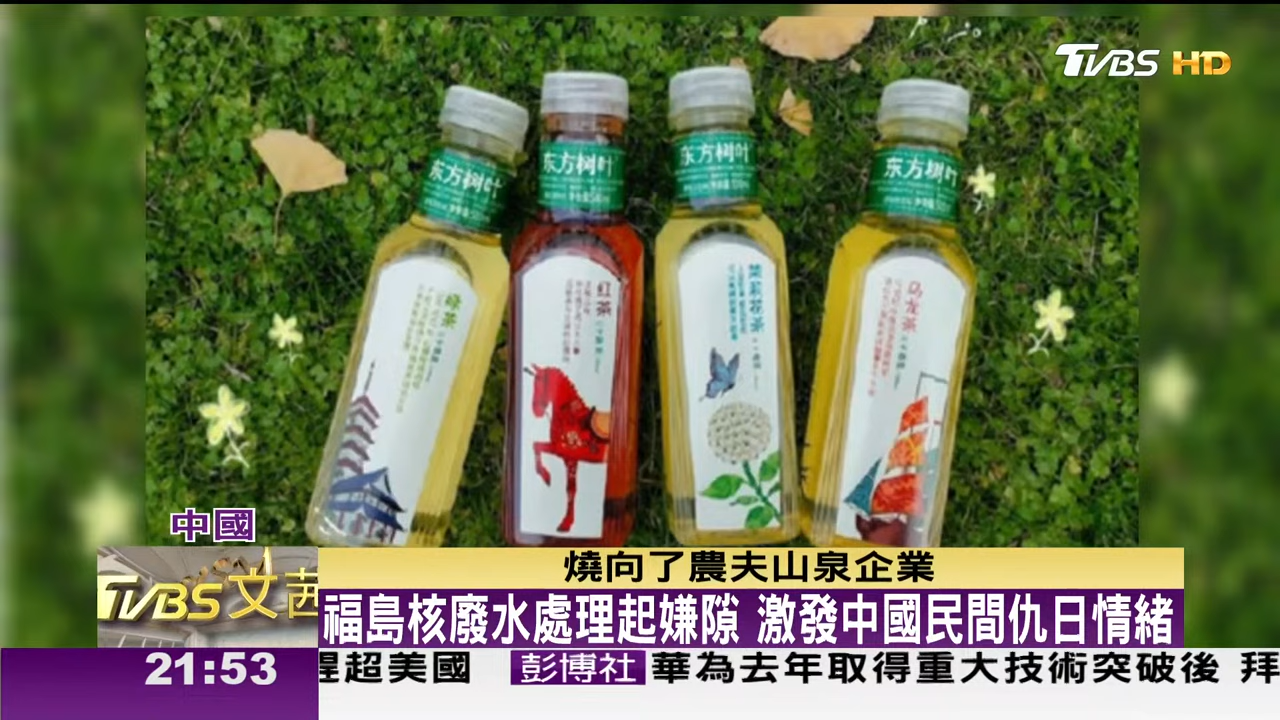 TVBS HD
东方树叶
东方树叶
东方树叶
东方树叶
绿茶
红茶
茉莉花茶
乌龙茶
中國
燒向了農夫山泉企業
TVBS 文茜
福島核廢水處理起嫌隙 激發中國民間仇日情緒
21:53
趕超美國 彭博社 華為去年取得重大技術突破後 拜